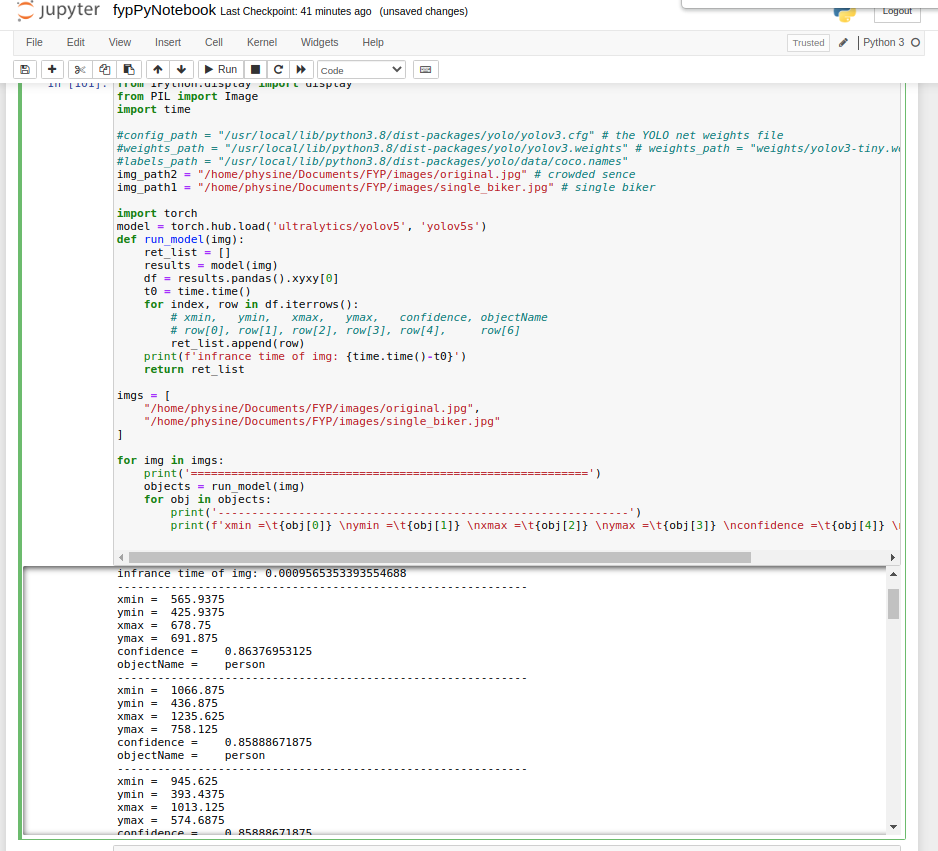 jupyter fypPyNotebook Last Checkpoint: 41 minutes ago (unsaved changes)
Logout
File Edit View Insert Cell Kernel Widgets Help
Trusted Python 3
Run Code
In [101]: from IPython.display import display
from PIL import Image
import time
#config_path = "/usr/local/lib/python3.8/dist-packages/yolo/yolov3.cfg" # the YOLO net weights file
#weights_path = "/usr/local/lib/python3.8/dist-packages/yolo/yolov3.weights" # weights_path = "weights/yolov3-tiny.we
#labels_path = "/usr/local/lib/python3.8/dist-packages/yolo/data/coco.names"
img_path2 = "/home/physine/Documents/FYP/images/original.jpg" # crowded sence
img_path1 = "/home/physine/Documents/FYP/images/single_biker.jpg" # single biker
import torch
model = torch.hub.load('ultralytics/yolov5', 'yolov5s')
def run_model(img):
    ret_list = []
    results = model(img)
    df = results.pandas().xyxy[0]
    t0 = time.time()
    for index, row in df.iterrows():
        # xmin,   ymin,   xmax,   ymax,   confidence, objectName
        # row[0], row[1], row[2], row[3], row[4],     row[6]
        ret_list.append(row)
    print(f'infrance time of img: {time.time()-t0}')
    return ret_list
imgs = [
    "/home/physine/Documents/FYP/images/original.jpg",
    "/home/physine/Documents/FYP/images/single_biker.jpg"
]
for img in imgs:
    print('===========================================================')
    objects = run_model(img)
    for obj in objects:
        print('-------------------------------------------------------------')
        print(f'xmin =\t{obj[0]} \nymin =\t{obj[1]} \nxmax =\t{obj[2]} \nymax =\t{obj[3]} \nconfidence =\t{obj[4]} \
infrance time of img: 0.0009565353393554688
-------------------------------------------------------------
xmin =  565.9375
ymin =  425.9375
xmax =  678.75
ymax =  691.875
confidence =    0.86376953125
objectName =    person
-------------------------------------------------------------
xmin =  1066.875
ymin =  436.875
xmax =  1235.625
ymax =  758.125
confidence =    0.85888671875
objectName =    person
-------------------------------------------------------------
xmin =  945.625
ymin =  393.4375
xmax =  1013.125
ymax =  574.6875
confidence =    0.85888671875